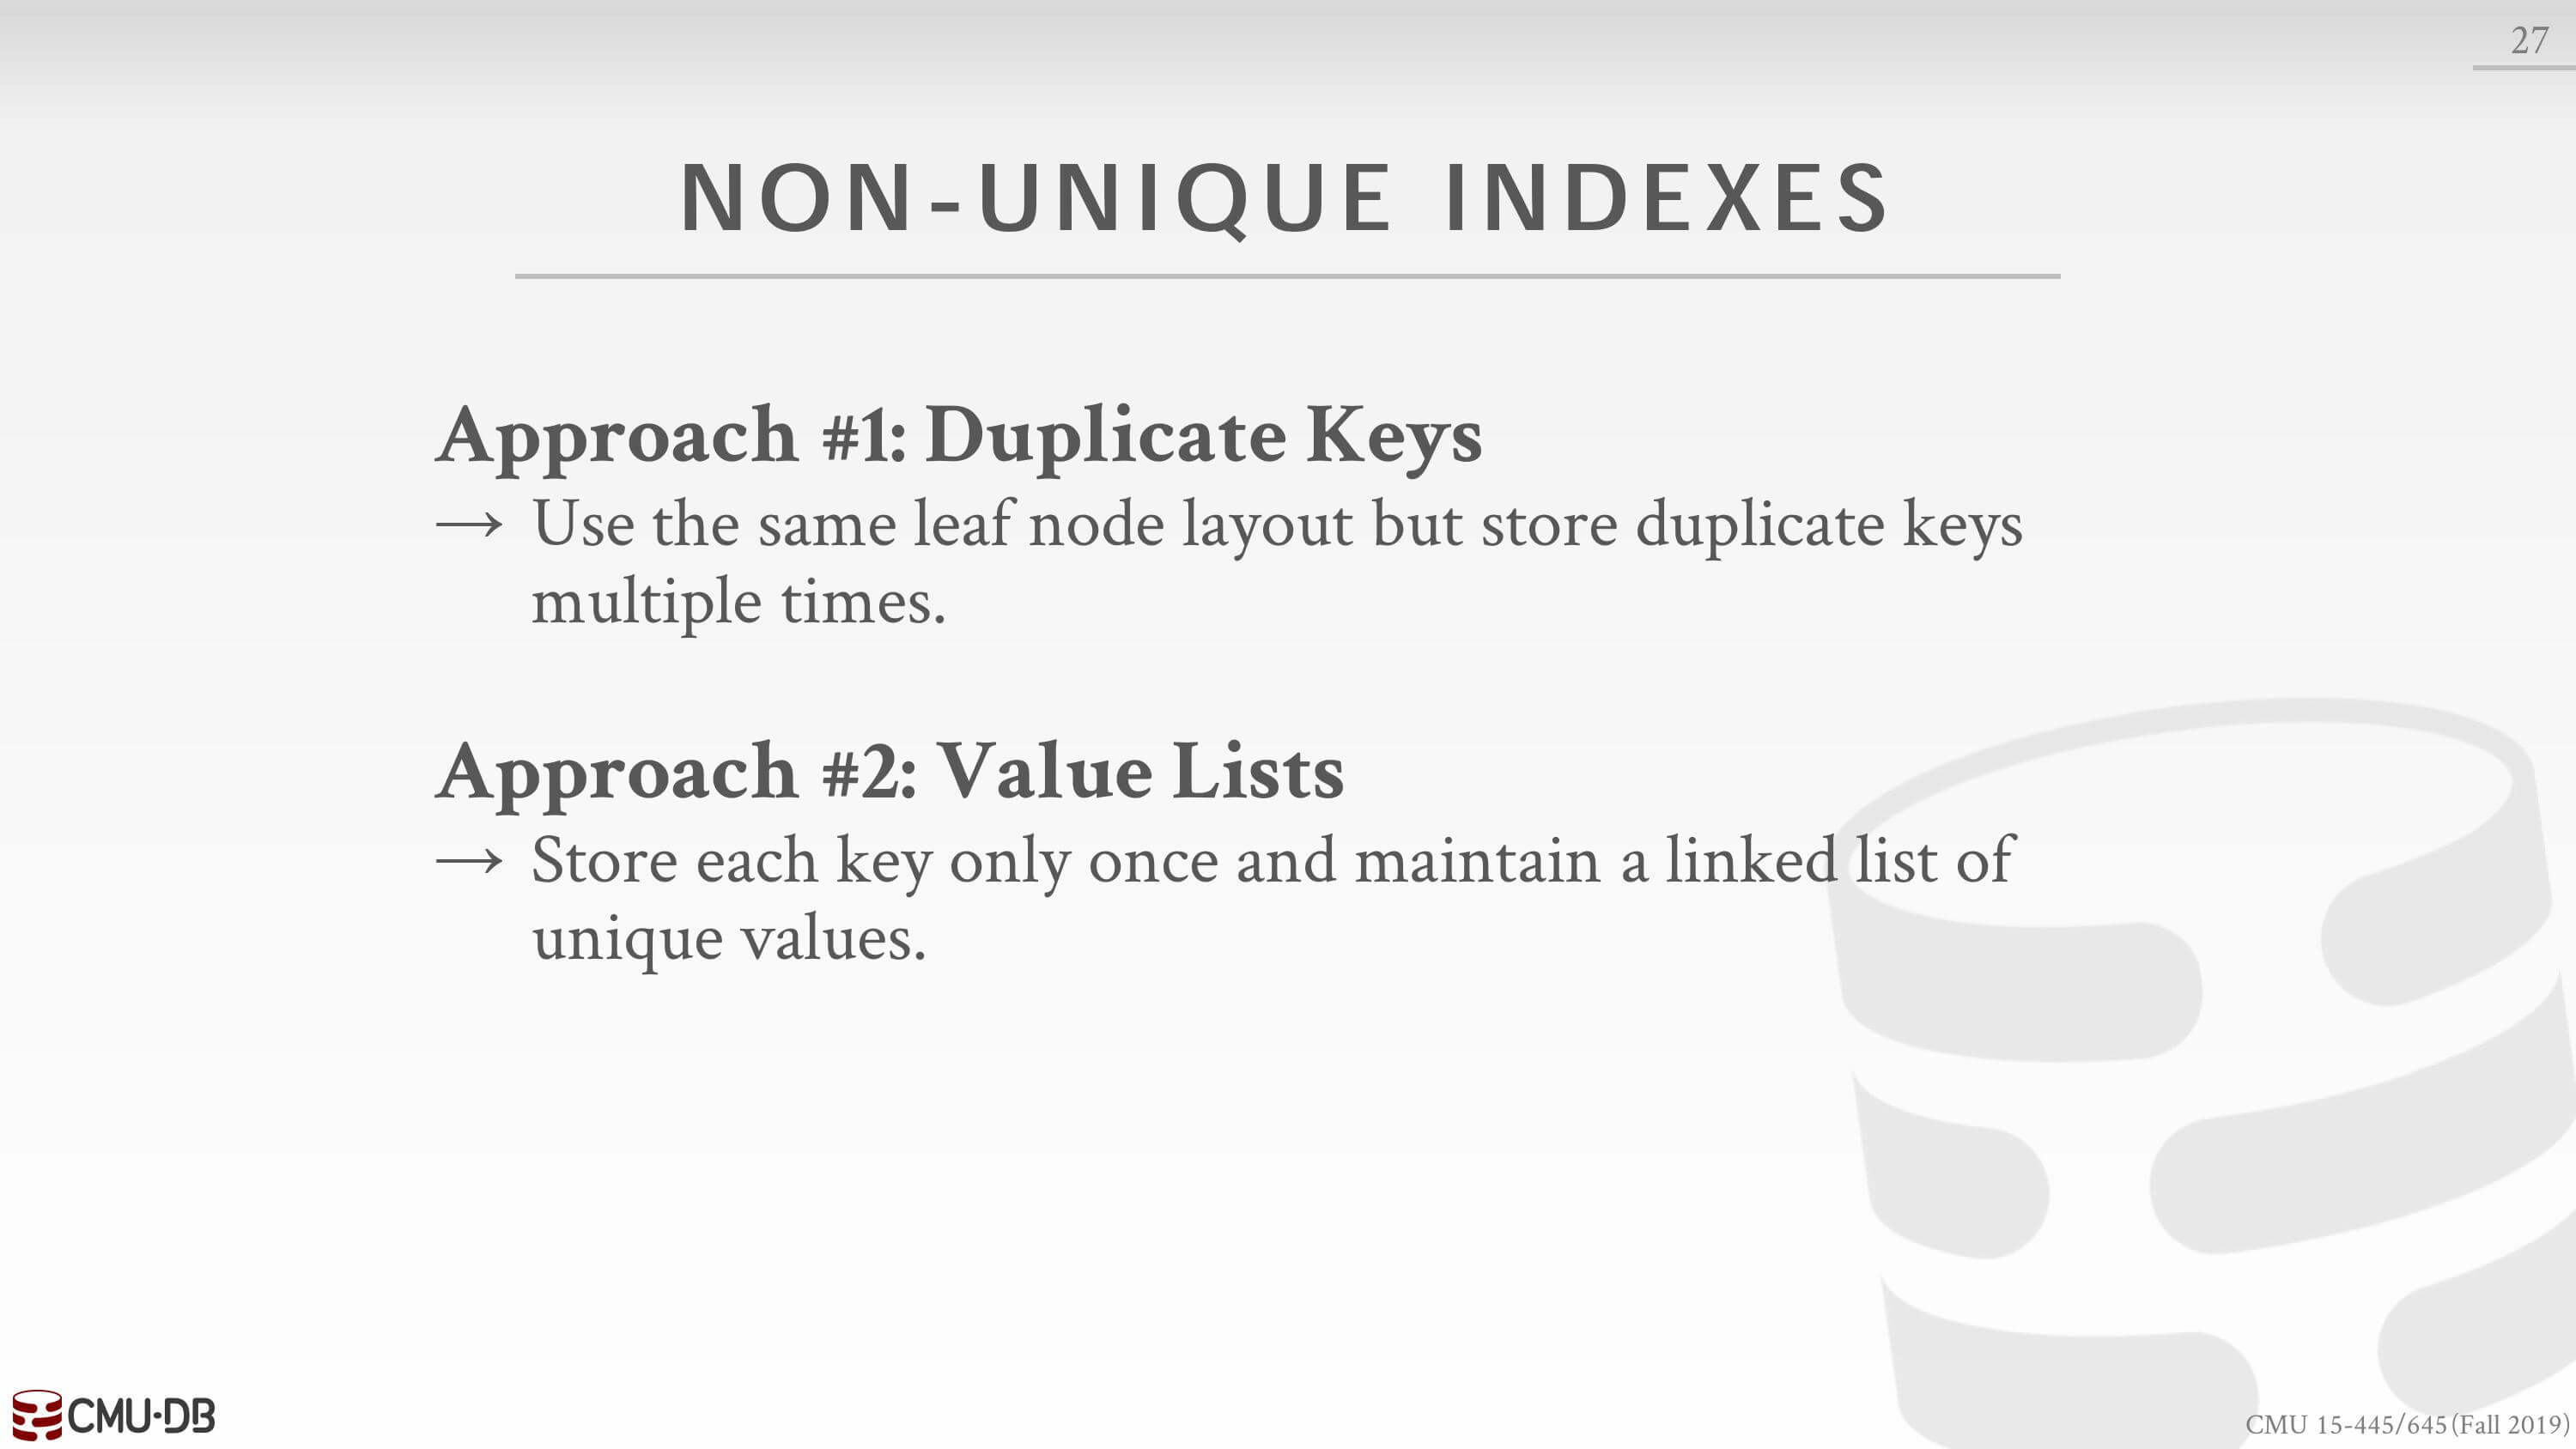 27
NON-UNIQUE INDEXES
Approach #1: Duplicate Keys
→ Use the same leaf node layout but store duplicate keys
multiple times.
Approach #2: Value Lists
→ Store each key only once and maintain a linked list of
unique values.
CMU·DB
CMU 15-445/645 (Fall 2019)